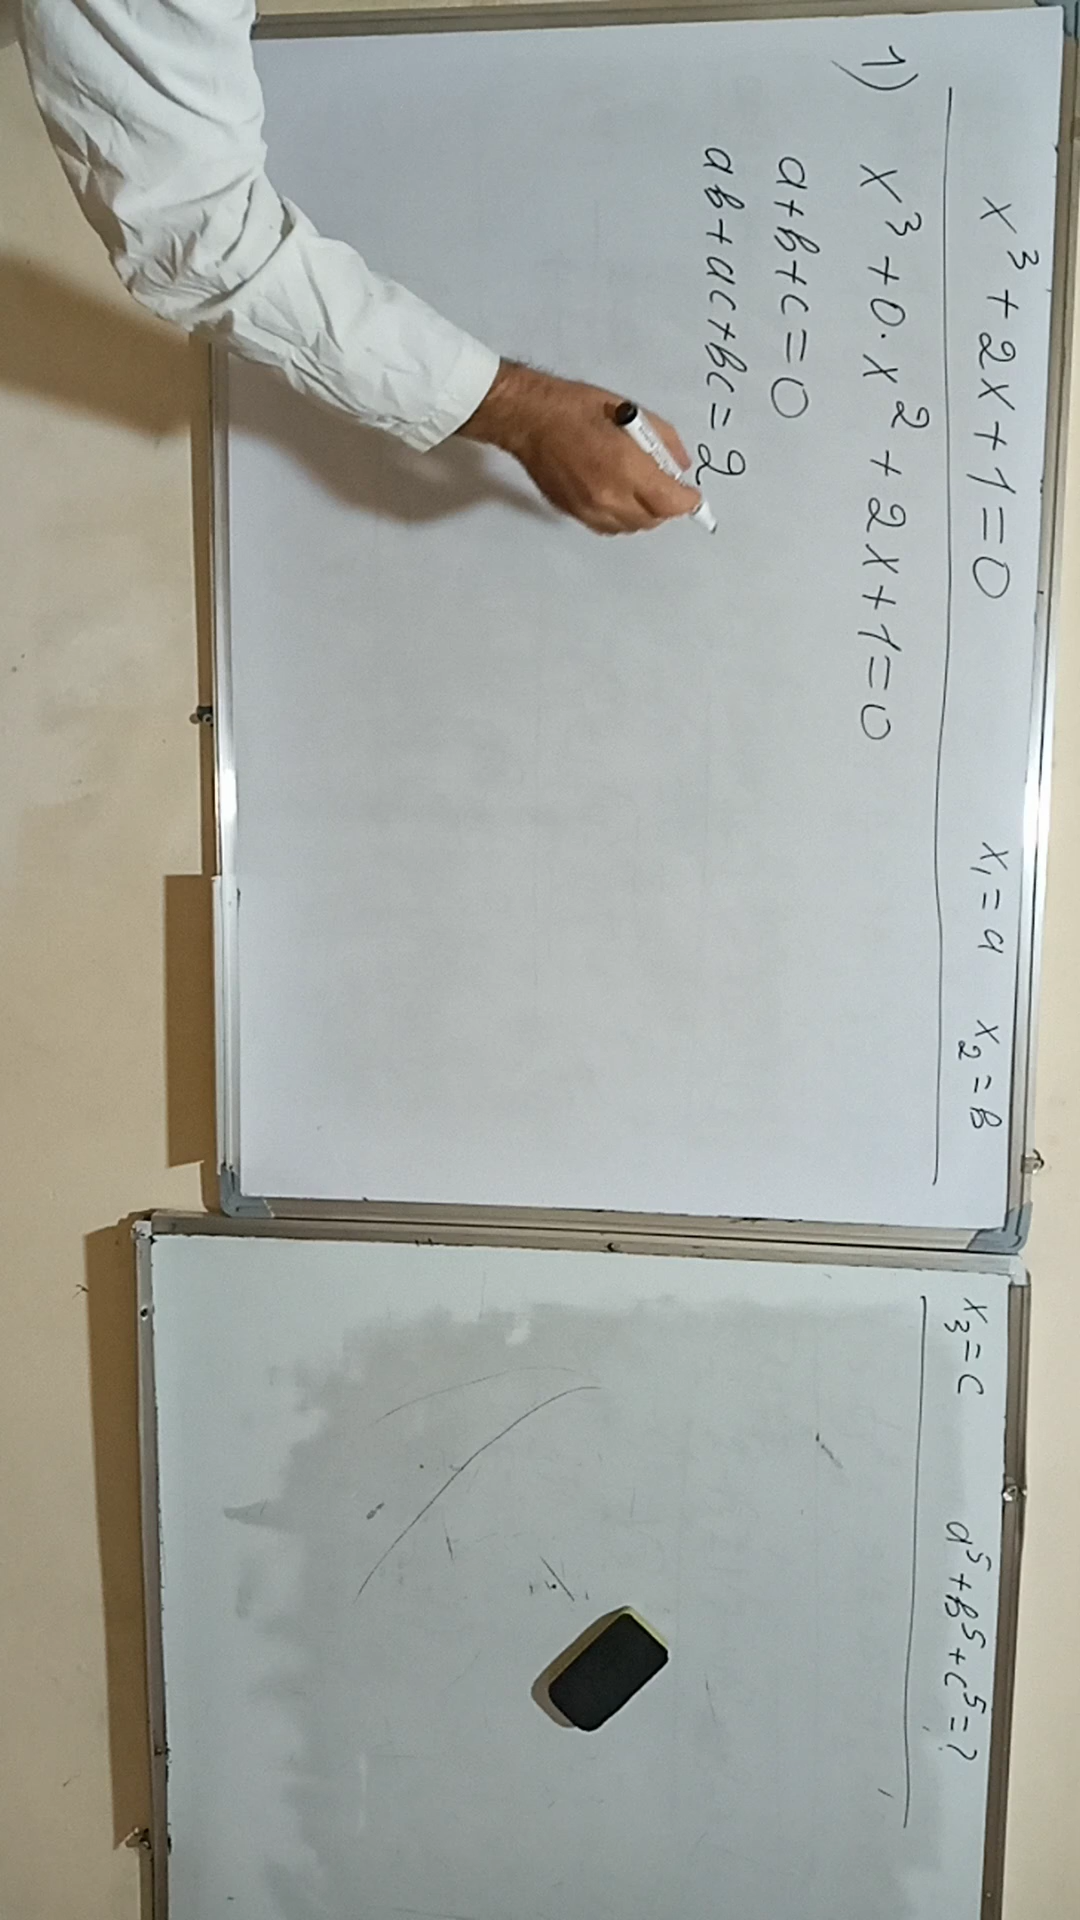 x³+2x+1=0 x₁=a x₂=b x₃=c a⁵+b⁵+c⁵=?
1) x³+0·x²+2x+1=0
a+b+c=0
ab+ac+bc=2